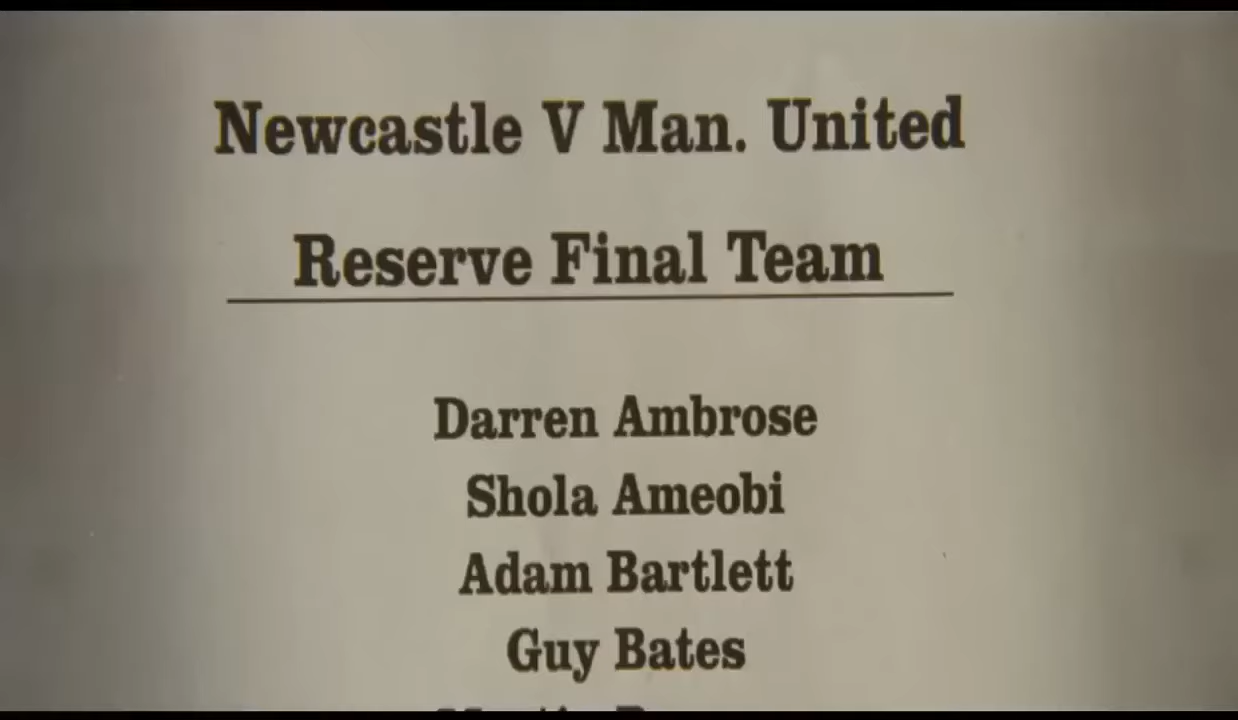 Newcastle V Man. United
Reserve Final Team
Darren Ambrose
Shola Ameobi
Adam Bartlett
Guy Bates